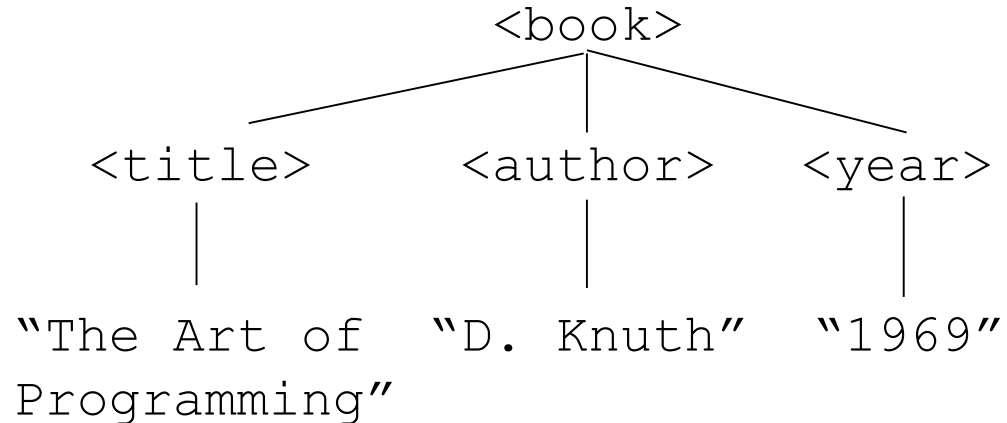 <book>
<title> <author> <year>
“The Art of “D. Knuth” “1969”
Programming”